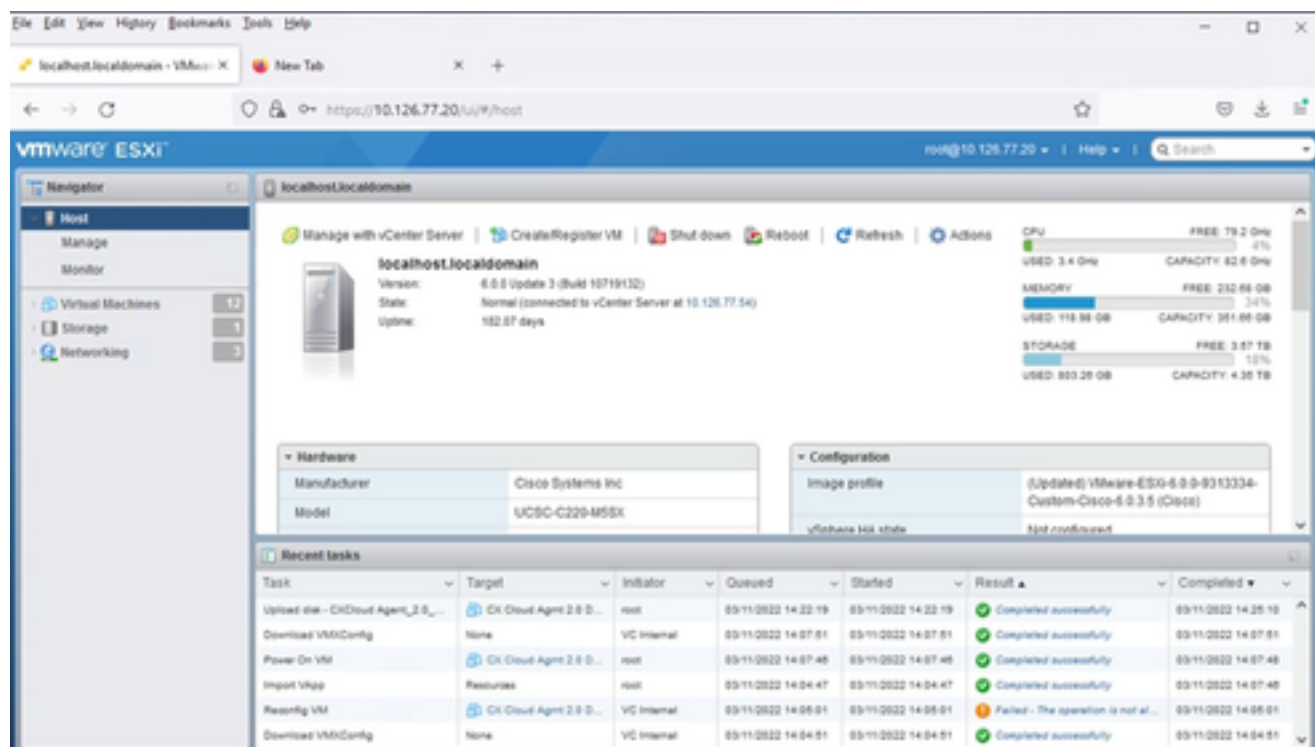 File Edit View History Bookmarks Tools Help
localhost.localdomain - VMwar
New Tab
https://10.126.77.20/ui/#/host
vmware ESXi™
root@10.126.77.20 | Help |
Search
Navigator
localhost.localdomain
Host
Manage
Monitor
Virtual Machines
Storage 1
Networking 3
Manage with vCenter Server | Create/Register VM | Shut down Reboot | Refresh | Actions
localhost.localdomain
Version: 6.0.0 Update 3 (Build 10719132)
State: Normal (connected to vCenter Server at 10.126.77.54)
Uptime: 182.07 days
CPU FREE: 79.2 GHz
4%
USED: 3.4 GHz CAPACITY: 82.6 GHz
MEMORY FREE: 232.68 GB
34%
USED: 118.98 GB CAPACITY: 351.66 GB
STORAGE FREE: 3.57 TB
18%
USED: 803.26 GB CAPACITY: 4.35 TB
Hardware
Manufacturer Cisco Systems Inc
Model UCSC-C220-M5SX
Configuration
Image profile (Updated) VMware-ESXi-6.0.0-9313334-
Custom-Cisco-6.0.3.5 (Cisco)
vSphere HA state Not configured
Recent tasks
Task Target Initiator Queued Started Result Completed
Upload disk - CXCloud Agent_2.0_... CX Cloud Agent 2.0 D... root 03/11/2022 14:22:19 03/11/2022 14:22:19 Completed successfully 03/11/2022 14:25:10
Download VMXConfig None VC Internal 03/11/2022 14:07:51 03/11/2022 14:07:51 Completed successfully 03/11/2022 14:07:51
Power On VM CX Cloud Agent 2.0 D... root 03/11/2022 14:07:46 03/11/2022 14:07:46 Completed successfully 03/11/2022 14:07:48
Import VApp Resources root 03/11/2022 14:04:47 03/11/2022 14:04:47 Completed successfully 03/11/2022 14:07:46
Reconfig VM CX Cloud Agent 2.0 D... VC Internal 03/11/2022 14:05:01 03/11/2022 14:05:01 Failed - The operation is not al... 03/11/2022 14:05:01
Download VMXConfig None VC Internal 03/11/2022 14:04:51 03/11/2022 14:04:51 Completed successfully 03/11/2022 14:04:51